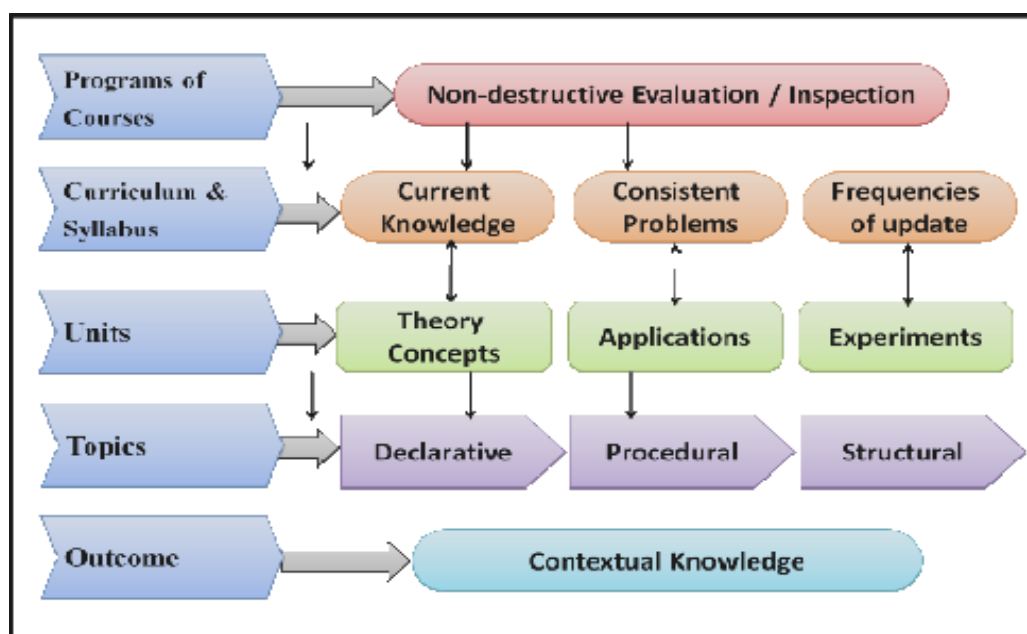 Programs of
Courses
Non-destructive Evaluation / Inspection
Curriculum &
Syllabus
Current
Knowledge
Consistent
Problems
Frequencies
of update
Units
Theory
Concepts
Applications
Experiments
Topics
Declarative
Procedural
Structural
Outcome
Contextual Knowledge